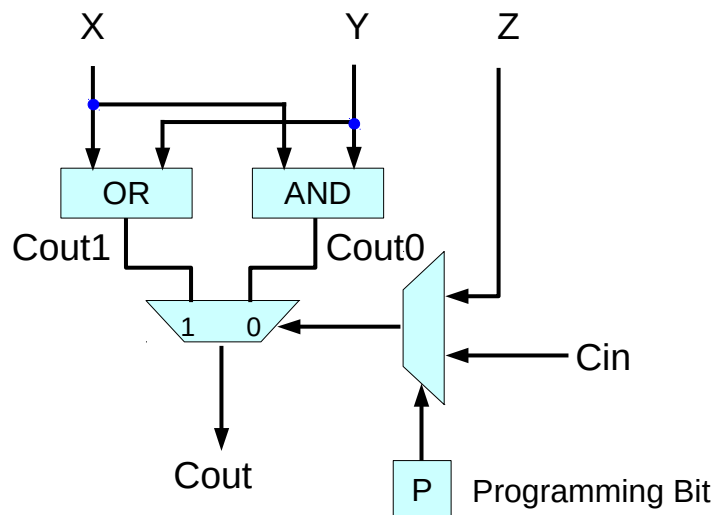 X Y Z
OR AND
Cout1 Cout0
1 0
Cin
Cout
P Programming Bit